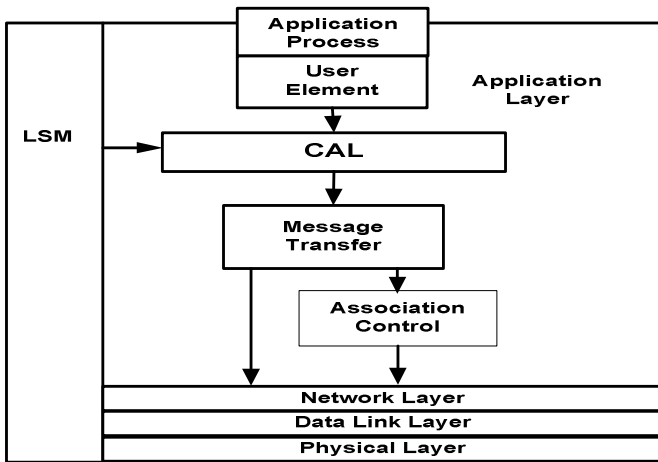 Application
Process
User
Element
Application
Layer
LSM
CAL
Message
Transfer
Association
Control
Network Layer
Data Link Layer
Physical Layer